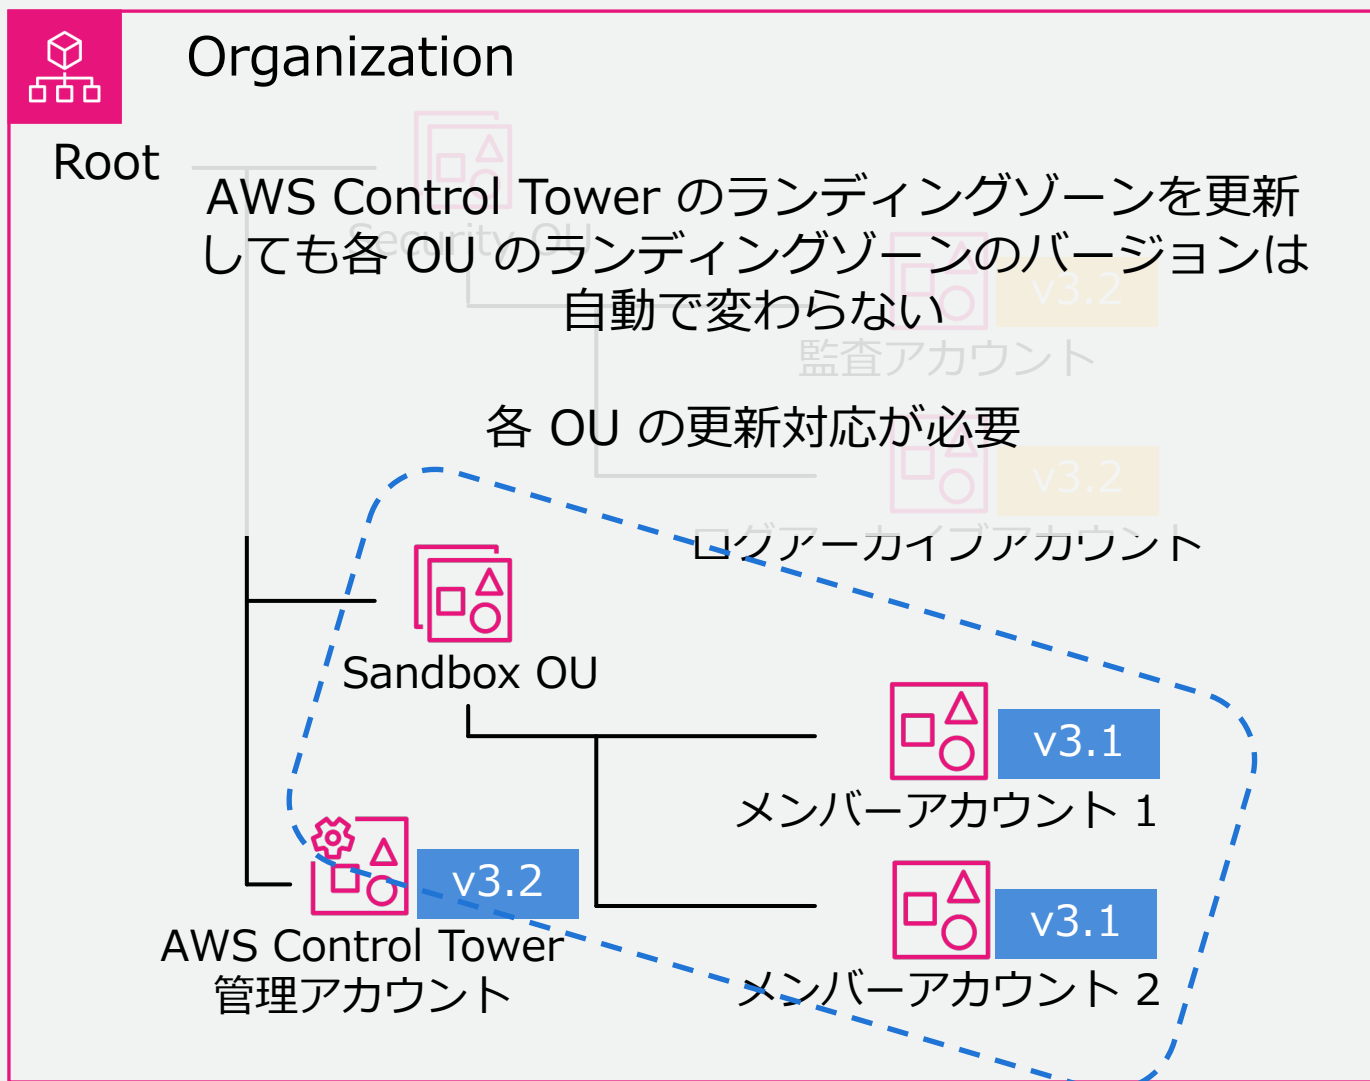 Organization
Root
AWS Control Tower のランディングゾーンを更新
しても各 OU のランディングゾーンのバージョンは
自動で変わらない
Security OU
v3.2
監査アカウント
各 OU の更新対応が必要
v3.2
ログアーカイブアカウント
Sandbox OU
v3.1
メンバーアカウント 1
v3.2
AWS Control Tower
管理アカウント
v3.1
メンバーアカウント 2